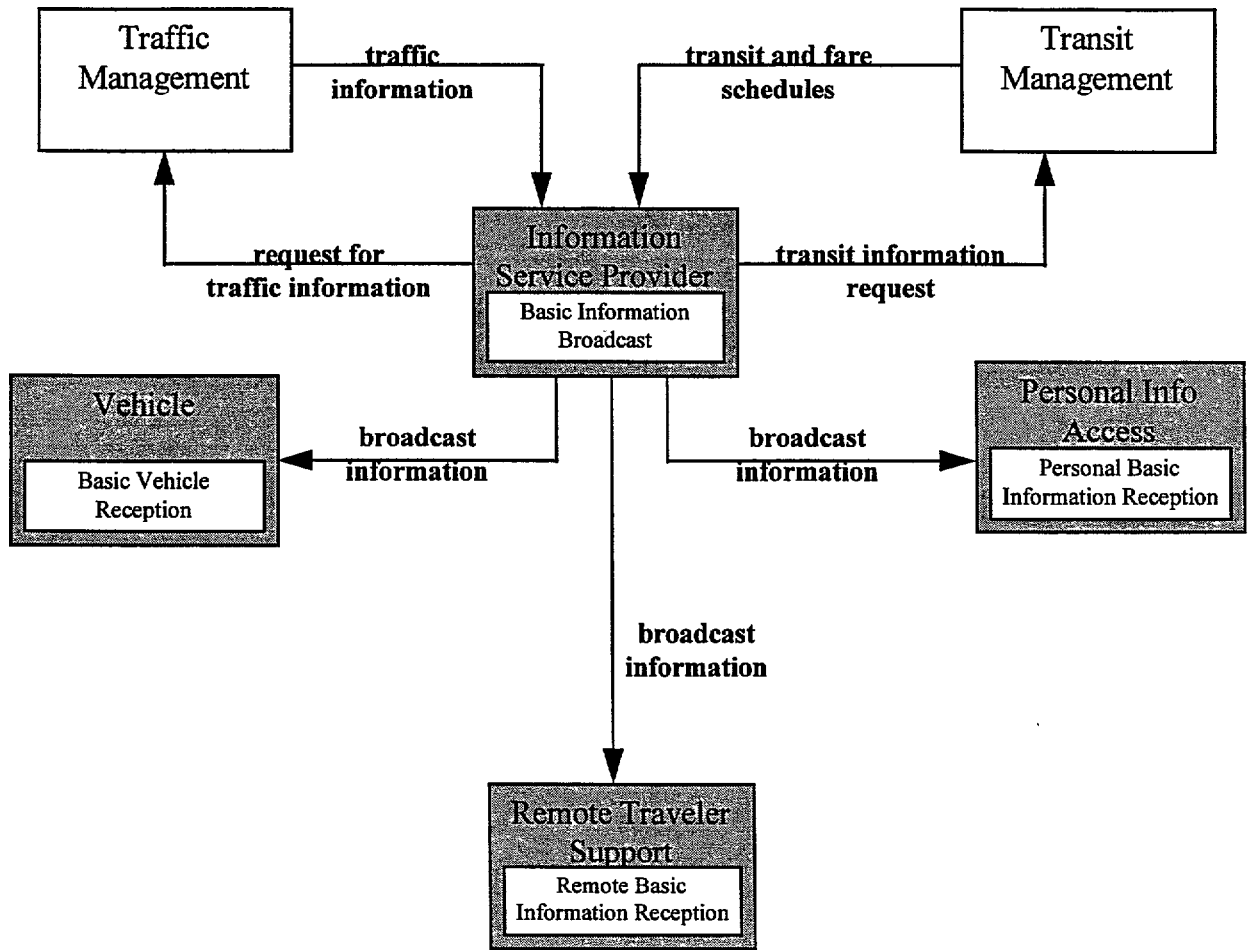 Traffic
Management
traffic
information
transit and fare
schedules
Transit
Management
request for
traffic information
Information
Service Provider
Basic Information
Broadcast
transit information
request
Vehicle
Basic Vehicle
Reception
broadcast
information
broadcast
information
Personal Info
Access
Personal Basic
Information Reception
broadcast
information
Remote Traveler
Support
Remote Basic
Information Reception